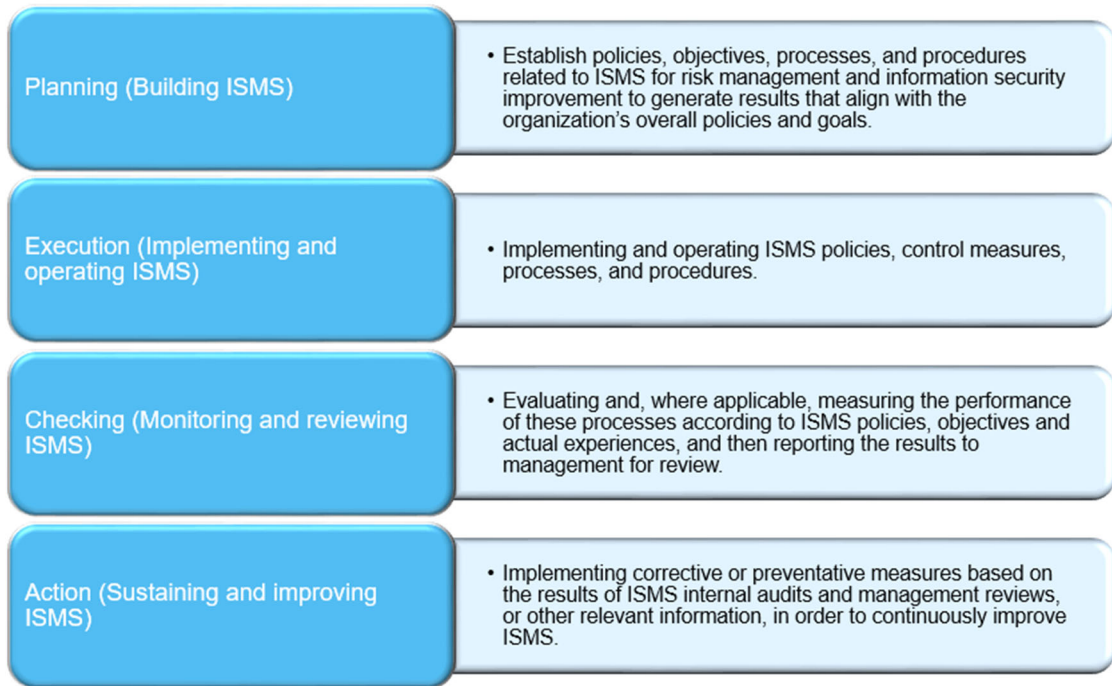 Planning (Building ISMS)
• Establish policies, objectives, processes, and procedures
related to ISMS for risk management and information security
improvement to generate results that align with the
organization's overall policies and goals.
Execution (Implementing and
operating ISMS)
• Implementing and operating ISMS policies, control measures,
processes, and procedures.
Checking (Monitoring and reviewing
ISMS)
• Evaluating and, where applicable, measuring the performance
of these processes according to ISMS policies, objectives and
actual experiences, and then reporting the results to
management for review.
Action (Sustaining and improving
ISMS)
• Implementing corrective or preventative measures based on
the results of ISMS internal audits and management reviews,
or other relevant information, in order to continuously improve
ISMS.